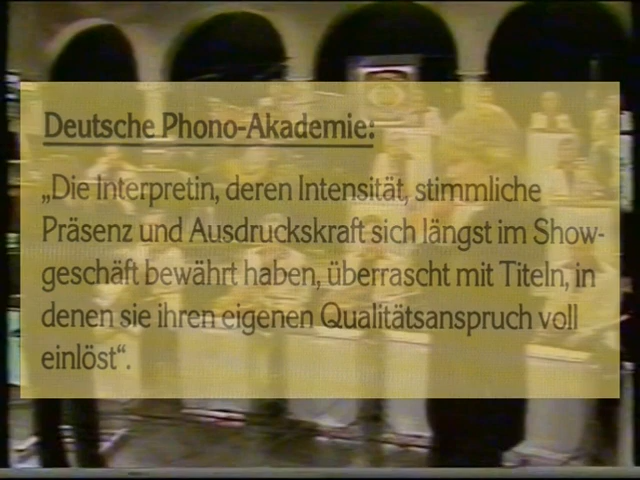 Deutsche Phono-Akademie:
„Die Interpretin, deren Intensität, stimmliche
Präsenz und Ausdruckskraft sich längst im Show-
geschäft bewährt haben, überrascht mit Titeln, in
denen sie ihren eigenen Qualitätsanspruch voll
einlöst“.